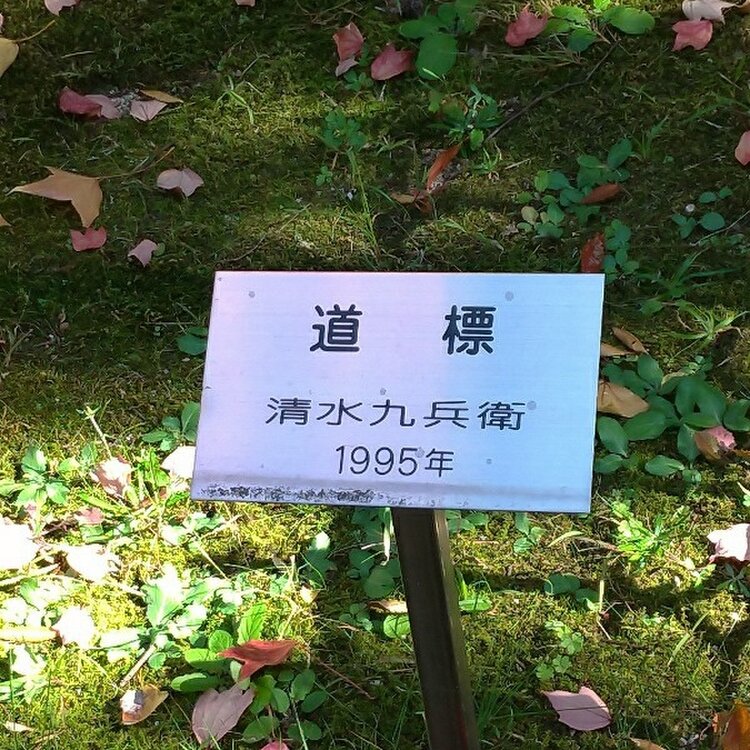 道 標
清水九兵衛
1995年